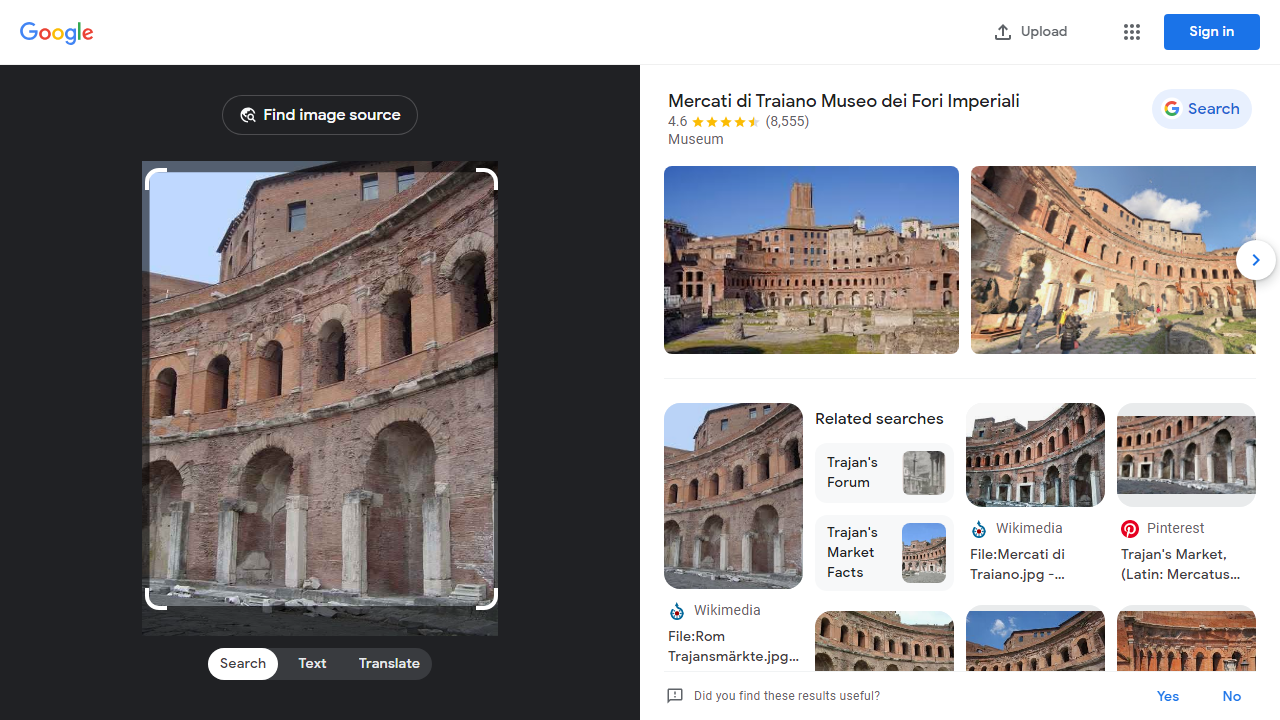 Google
Upload
Sign in
Find image source
Search
Text
Translate
Mercati di Traiano Museo dei Fori Imperiali
4.6 (8,555)
Museum
Search
Wikimedia
File:Rom
Trajansmärkte.jpg...
Related searches
Trajan's
Forum
Trajan's
Market
Facts
Wikimedia
File:Mercati di
Traiano.jpg -...
Pinterest
Trajan's Market,
(Latin: Mercatus...
Did you find these results useful?
Yes
No